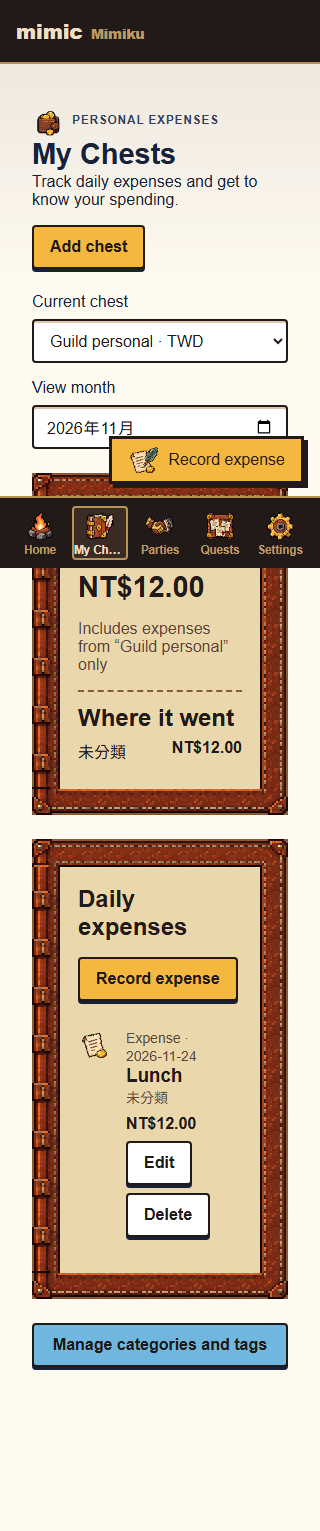 mimic Mimiku
PERSONAL EXPENSES
My Chests
Track daily expenses and get to
know your spending.
Add chest
Current chest
Guild personal · TWD
View month
2026年11月
Record expense
Home
My Ch…
Parties
Quests
Settings
NT$12.00
Includes expenses
from “Guild personal”
only
Where it went
未分類 NT$12.00
Daily
expenses
Record expense
Expense ·
2026-11-24
Lunch
未分類
NT$12.00
Edit
Delete
Manage categories and tags